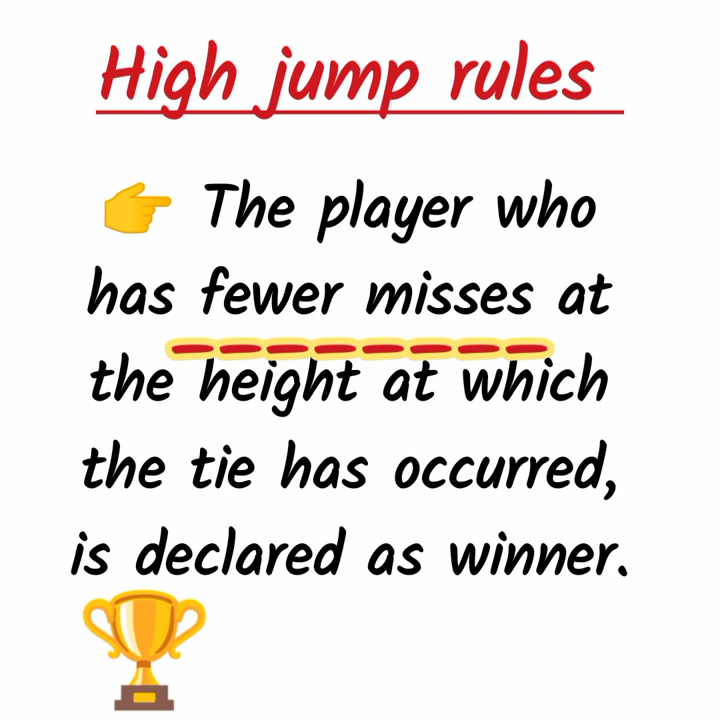 High jump rules
👉 The player who
has fewer misses at
the height at which
the tie has occurred,
is declared as winner.
🏆